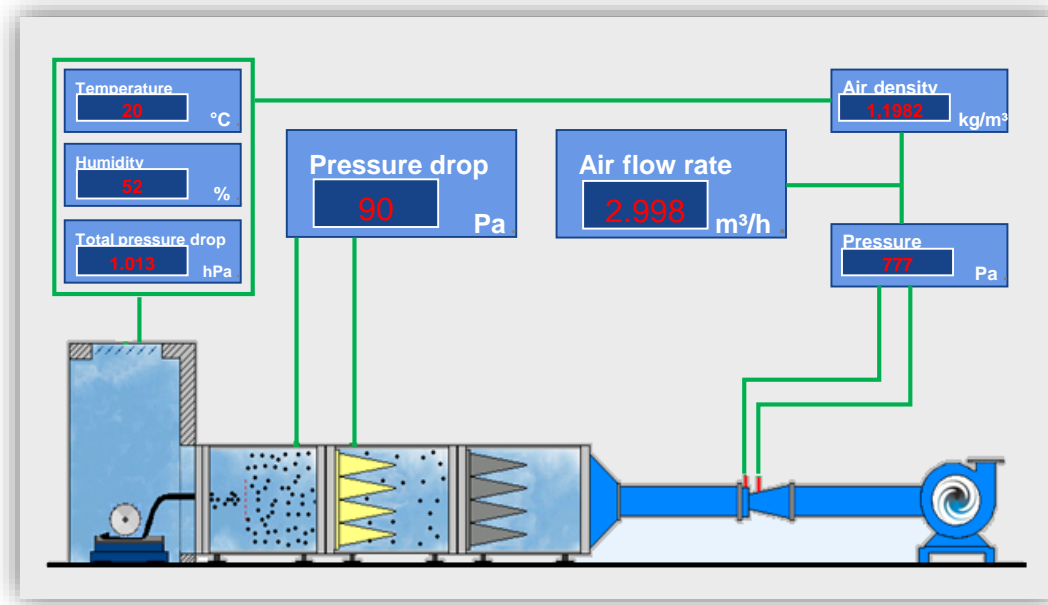 Temperature
20
°C
Humidity
52
%
Total pressure drop
1.013
hPa
Pressure drop
90
Pa
Air flow rate
2.998
m³/h
Air density
1,1982
kg/m³
Pressure
777
Pa